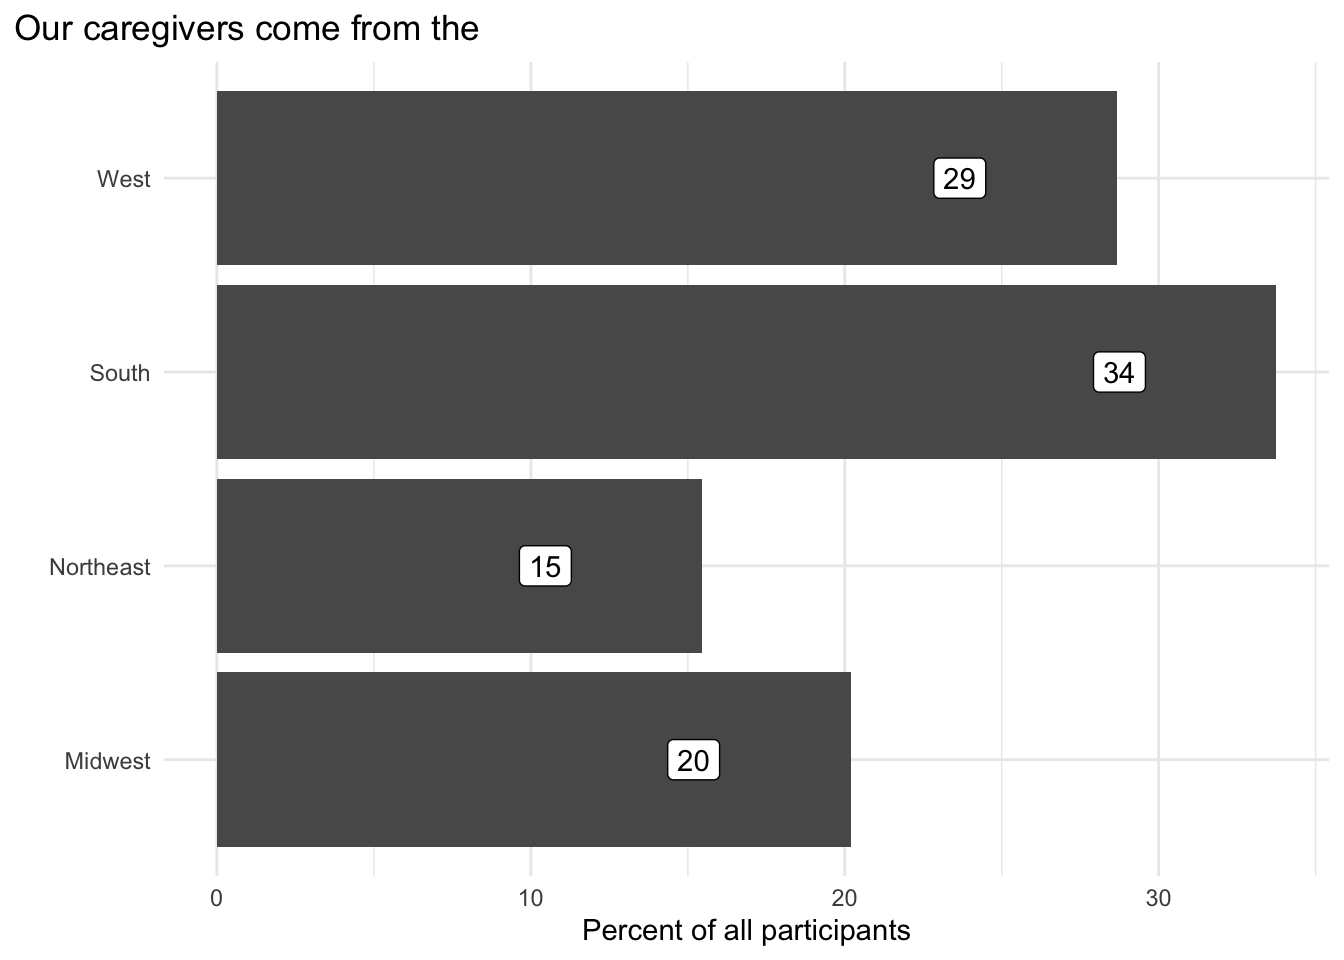 Our caregivers come from the
West
29
South
34
Northeast
15
Midwest
20
0 10 20 30
Percent of all participants